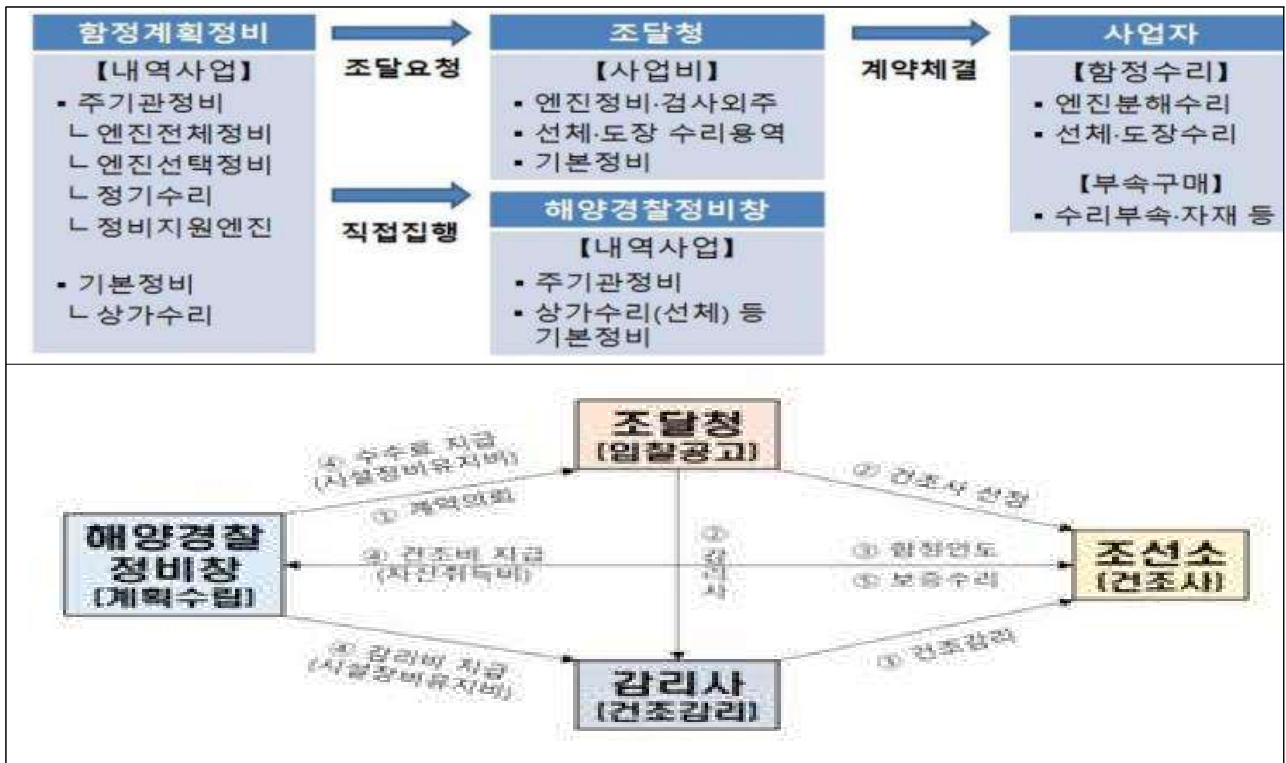 함정계획정비
【내역사업】
▪ 주기관정비
ㄴ엔진전체정비
ㄴ엔진선택정비
ㄴ정기수리
ㄴ정비지원엔진
▪ 기본정비
ㄴ상가수리
조달요청
직접집행
조달청
【사업비】
▪ 엔진정비·검사외주
▪ 선체·도장 수리용역
▪ 기본정비
해양경찰정비창
【내역사업】
▪ 주기관정비
▪ 상가수리(선체) 등
기본정비
계약체결
사업자
【함정수리】
▪ 엔진분해수리
▪ 선체·도장수리
【부속구매】
▪ 수리부속·자재 등
조달청
(입찰공고)
④ 수수료 지급
(시설장비유지비)
① 계약의뢰
② 건조사 선정
해양경찰
정비창
(계획수립)
④ 건조비 지급
(자산취득비)
② 감리사
③ 함정인도
⑤ 보증수리
조선소
(건조사)
④ 감리비 지급
(시설장비유지비)
③ 건조감리
감리사
(건조감리)